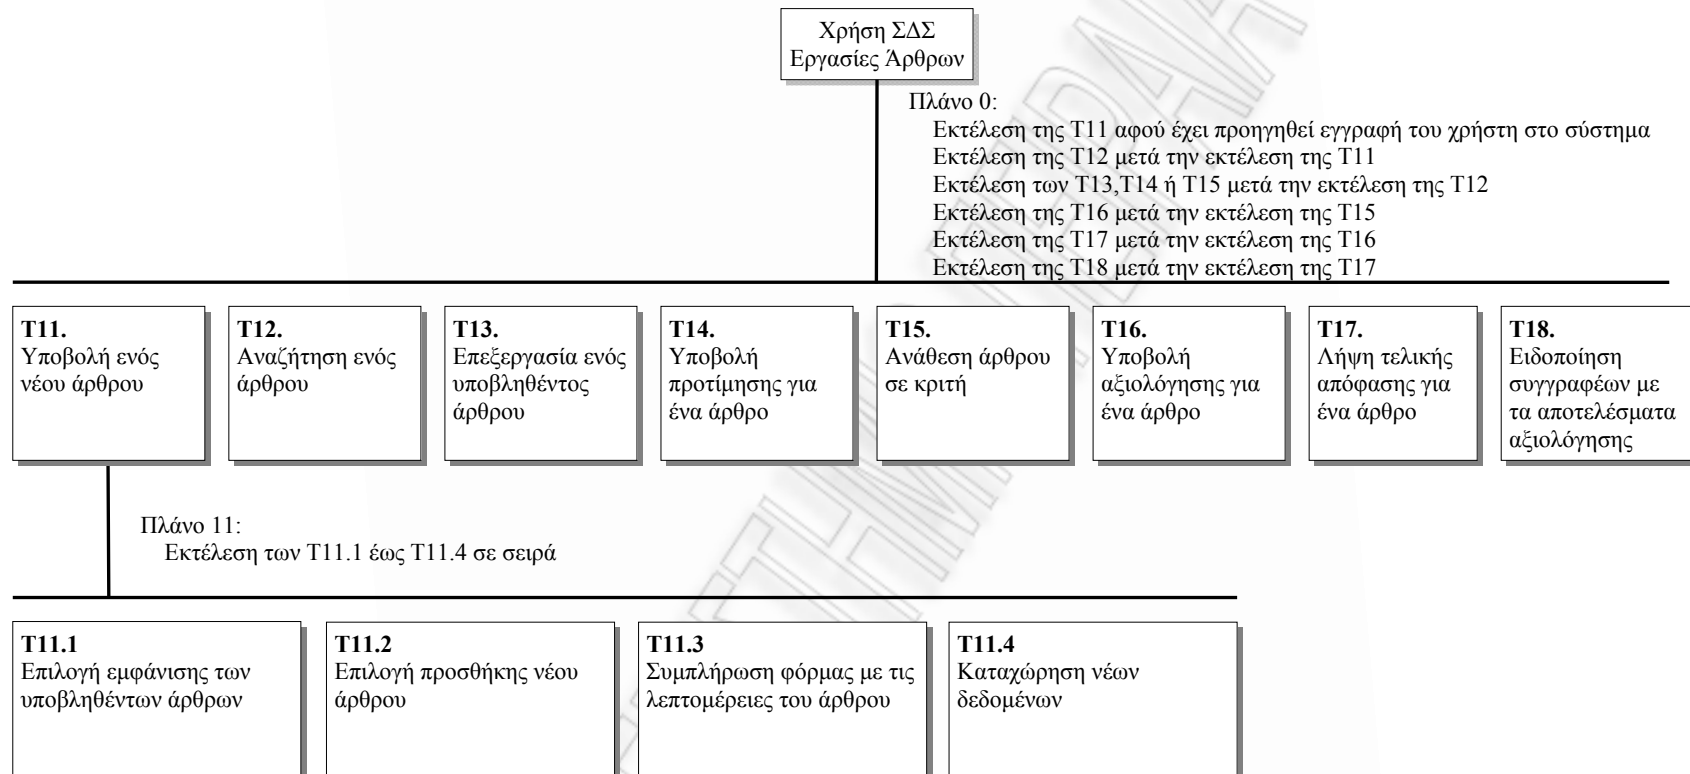 Χρήση ΣΔΣ
Εργασίες Άρθρων
Πλάνο 0:
Εκτέλεση της Τ11 αφού έχει προηγηθεί εγγραφή του χρήστη στο σύστημα
Εκτέλεση της Τ12 μετά την εκτέλεση της Τ11
Εκτέλεση των Τ13,Τ14 ή Τ15 μετά την εκτέλεση της Τ12
Εκτέλεση της Τ16 μετά την εκτέλεση της Τ15
Εκτέλεση της Τ17 μετά την εκτέλεση της Τ16
Εκτέλεση της Τ18 μετά την εκτέλεση της Τ17
Τ11.
Υποβολή ενός
νέου άρθρου
Τ12.
Αναζήτηση ενός
άρθρου
Τ13.
Επεξεργασία ενός
υποβληθέντος
άρθρου
Τ14.
Υποβολή
προτίμησης για
ένα άρθρο
Τ15.
Ανάθεση άρθρου
σε κριτή
Τ16.
Υποβολή
αξιολόγησης για
ένα άρθρο
Τ17.
Λήψη τελικής
απόφασης για
ένα άρθρο
Τ18.
Ειδοποίηση
συγγραφέων με
τα αποτελέσματα
αξιολόγησης
Πλάνο 11:
Εκτέλεση των Τ11.1 έως Τ11.4 σε σειρά
Τ11.1
Επιλογή εμφάνισης των
υποβληθέντων άρθρων
Τ11.2
Επιλογή προσθήκης νέου
άρθρου
Τ11.3
Συμπλήρωση φόρμας με τις
λεπτομέρειες του άρθρου
Τ11.4
Καταχώρηση νέων
δεδομένων